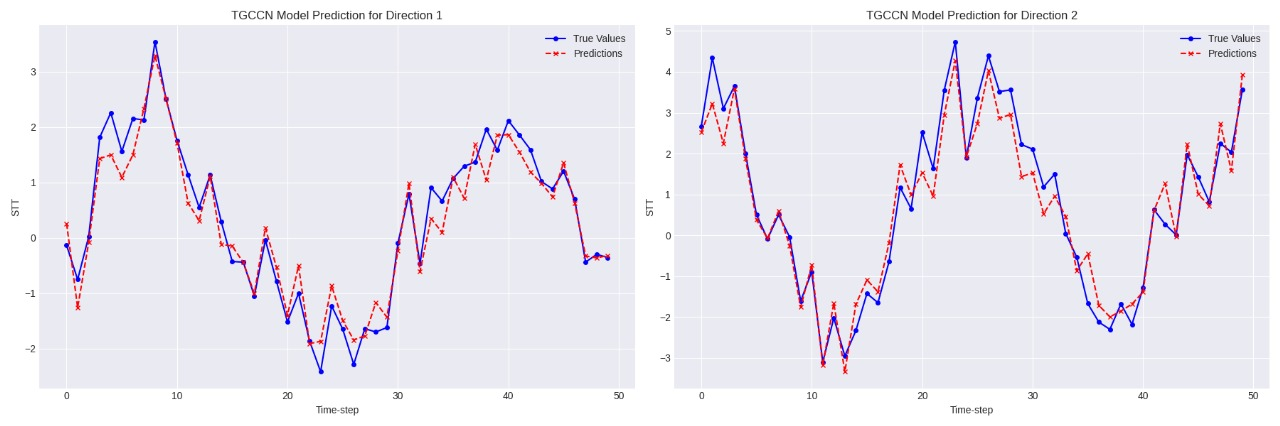 TGCCN Model Prediction for Direction 1
True Values
Predictions
3
2
1
0
−1
−2
STT
0 10 20 30 40 50
Time-step
TGCCN Model Prediction for Direction 2
True Values
Predictions
5
4
3
2
1
0
−1
−2
−3
STT
0 10 20 30 40 50
Time-step